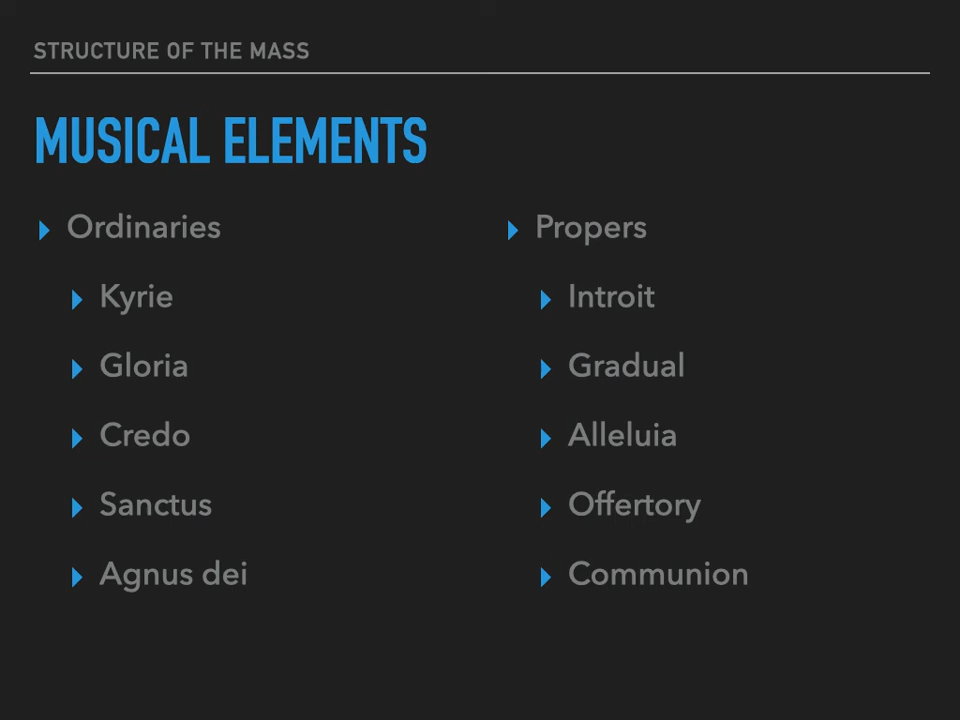 STRUCTURE OF THE MASS
MUSICAL ELEMENTS
Ordinaries
Kyrie
Gloria
Credo
Sanctus
Agnus dei
Propers
Introit
Gradual
Alleluia
Offertory
Communion